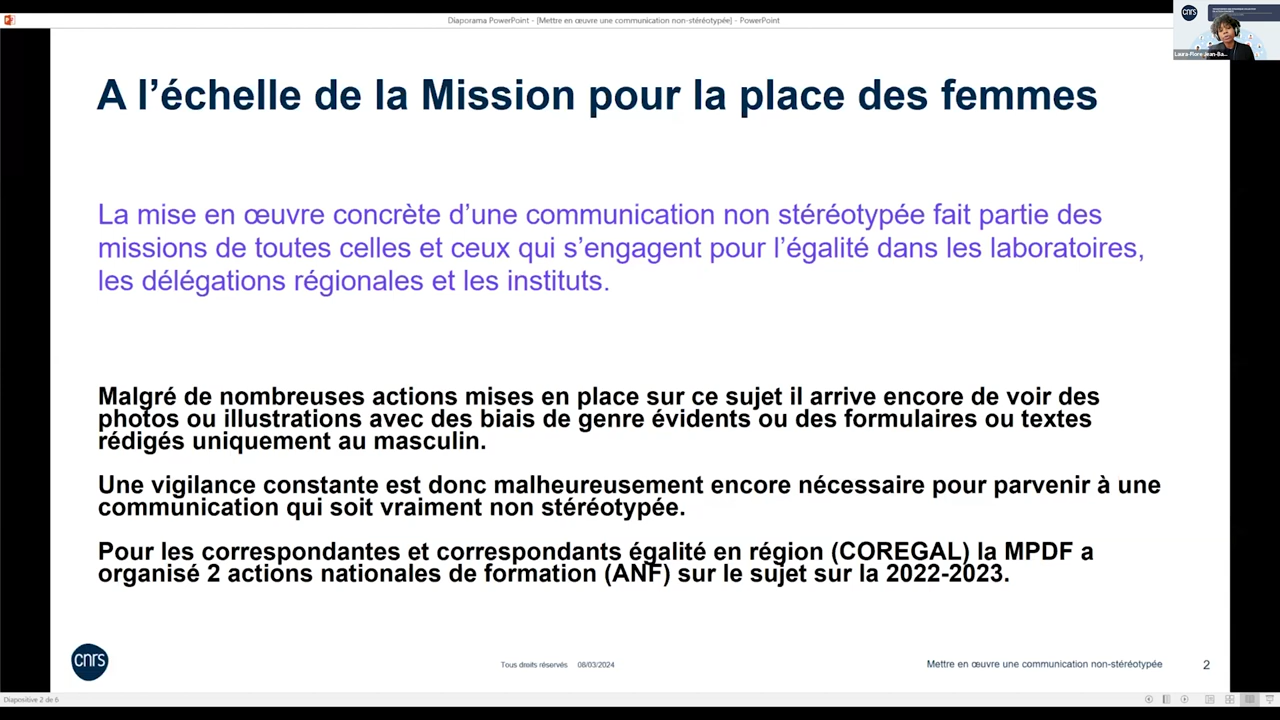 Diaporama PowerPoint - [Mettre en œuvre une communication non-stéréotypée] - PowerPoint
cnrs
Laura-Flore Jean-Ba...
A l’échelle de la Mission pour la place des femmes
La mise en œuvre concrète d’une communication non stéréotypée fait partie des
missions de toutes celles et ceux qui s’engagent pour l’égalité dans les laboratoires,
les délégations régionales et les instituts.
Malgré de nombreuses actions mises en place sur ce sujet il arrive encore de voir des
photos ou illustrations avec des biais de genre évidents ou des formulaires ou textes
rédigés uniquement au masculin.
Une vigilance constante est donc malheureusement encore nécessaire pour parvenir à une
communication qui soit vraiment non stéréotypée.
Pour les correspondantes et correspondants égalité en région (COREGAL) la MPDF a
organisé 2 actions nationales de formation (ANF) sur le sujet sur la 2022-2023.
cnrs
Tous droits réservés 08/03/2024
Mettre en œuvre une communication non-stéréotypée
2
Diapositive 2 de 6